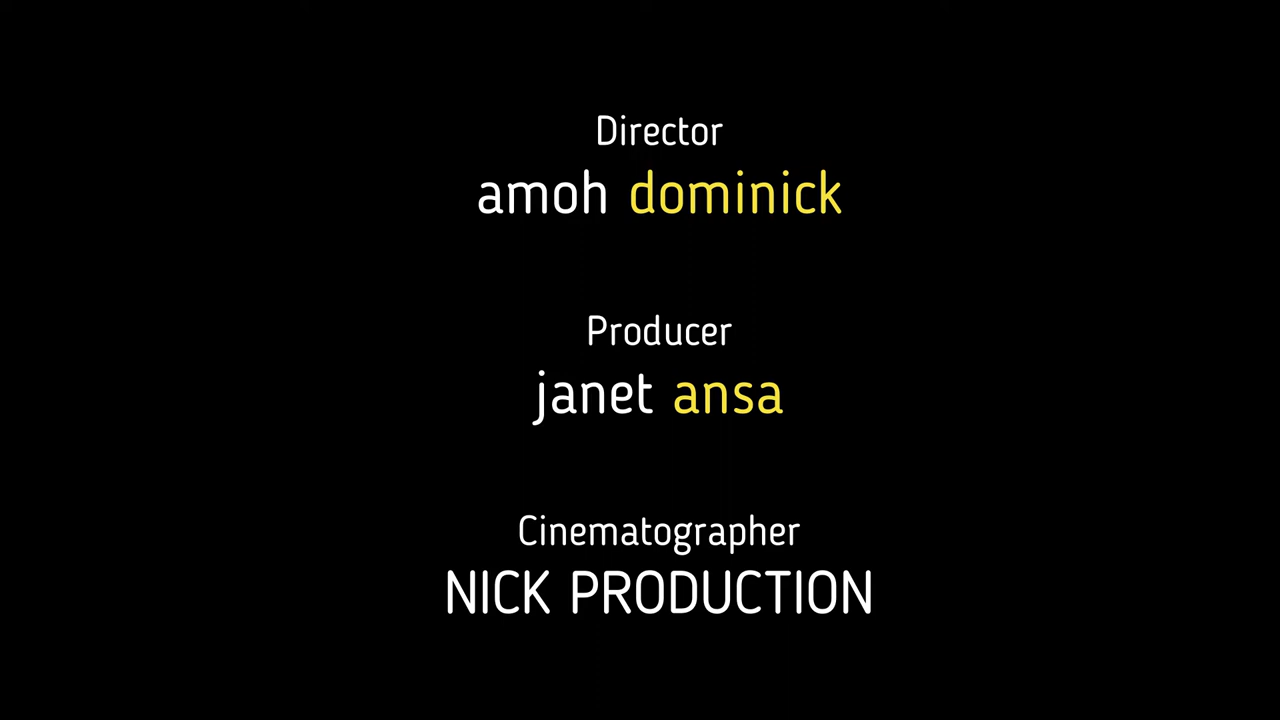 Director
amoh dominick
Producer
janet ansa
Cinematographer
NICK PRODUCTION